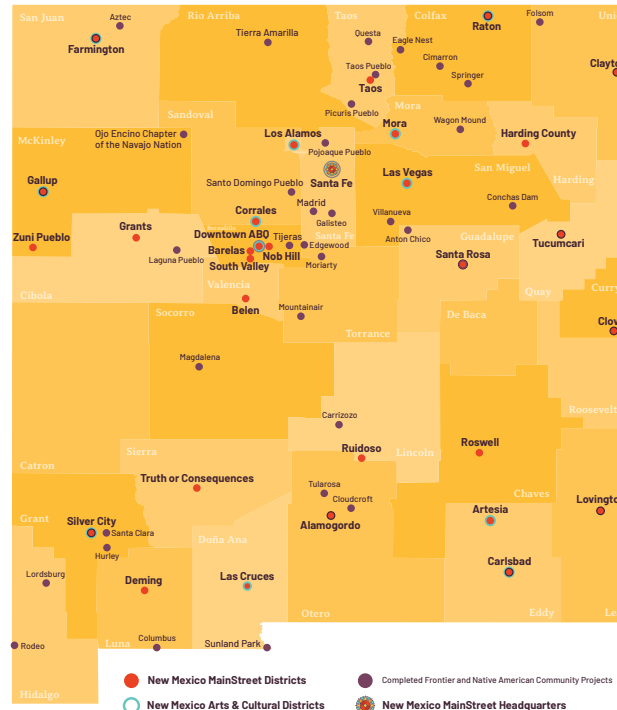 San Juan
Aztec
Farmington
Rio Arriba
Tierra Amarilla
Taos
Questa
Taos Pueblo
Taos
Picuris Pueblo
Colfax
Raton
Eagle Nest
Cimarron
Springer
Folsom
Uni
Clayt
Sandoval
Los Alamos
Pojoaque Pueblo
Mora
Mora
Wagon Mound
Harding County
Harding
McKinley
Ojo Encino Chapter
of the Navajo Nation
Gallup
Santo Domingo Pueblo
Santa Fe
Las Vegas
San Miguel
Conchas Dam
Zuni Pueblo
Grants
Laguna Pueblo
Corrales
Madrid
Galisteo
Santa Fe
Villanueva
Anton Chico
Guadalupe
Tucumcari
Downtown ABQ
Tijeras
Barelas
Nob Hill
Edgewood
South Valley
Moriarty
Santa Rosa
Cibola
Valencia
Belen
Mountainair
Torrance
Quay
Curry
Clov
Socorro
De Baca
Magdalena
Roosevelt
Carrizozo
Catron
Sierra
Ruidoso
Lincoln
Roswell
Truth or Consequences
Tularosa
Cloudcroft
Alamogordo
Chaves
Artesia
Lovington
Grant
Silver City
Santa Clara
Hurley
Doña Ana
Lordsburg
Deming
Las Cruces
Carlsbad
Rodeo
Luna
Columbus
Sunland Park
Otero
Eddy
Le
Hidalgo
New Mexico MainStreet Districts
Completed Frontier and Native American Community Projects
New Mexico Arts & Cultural Districts
New Mexico MainStreet Headquarters